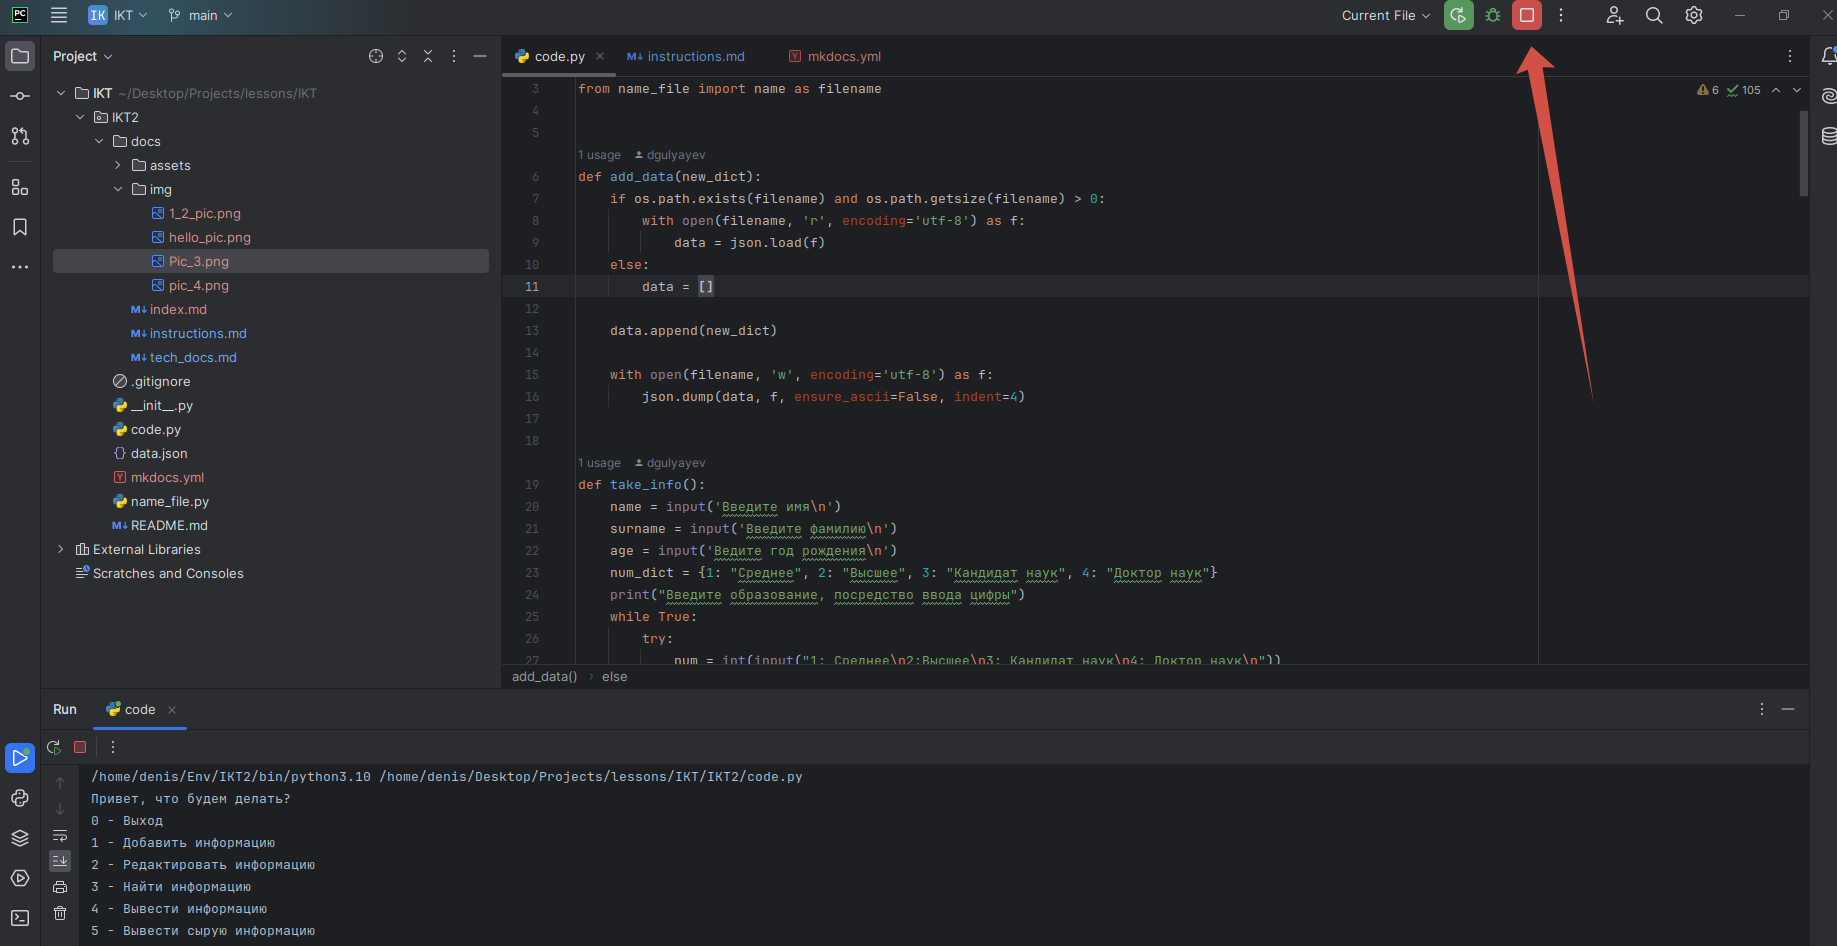 PC
IK IKT
main
Current File
Project
IKT ~/Desktop/Projects/lessons/IKT
IKT2
docs
assets
img
1_2_pic.png
hello_pic.png
Pic_3.png
pic_4.png
M↓ index.md
M↓ instructions.md
M↓ tech_docs.md
.gitignore
__init__.py
code.py
{} data.json
Y mkdocs.yml
name_file.py
M↓ README.md
External Libraries
Scratches and Consoles
code.py
M↓ instructions.md
Y mkdocs.yml
6 105
3 from name_file import name as filename
4
5
1 usage dgulyayev
6 def add_data(new_dict):
7 if os.path.exists(filename) and os.path.getsize(filename) > 0:
8 with open(filename, 'r', encoding='utf-8') as f:
9 data = json.load(f)
10 else:
11 data = []
12
13 data.append(new_dict)
14
15 with open(filename, 'w', encoding='utf-8') as f:
16 json.dump(data, f, ensure_ascii=False, indent=4)
17
18
1 usage dgulyayev
19 def take_info():
20 name = input('Введите имя\n')
21 surname = input('Введите фамилию\n')
22 age = input('Ведите год рождения\n')
23 num_dict = {1: "Среднее", 2: "Высшее", 3: "Кандидат наук", 4: "Доктор наук"}
24 print("Введите образование, посредство ввода цифры")
25 while True:
26 try:
27 num = int(input("1: Среднее\n2:Высшее\n3: Кандидат наук\n4: Доктор наук\n"))
add_data() › else
Run
code
/home/denis/Env/IKT2/bin/python3.10 /home/denis/Desktop/Projects/lessons/IKT/IKT2/code.py
Привет, что будем делать?
0 - Выход
1 - Добавить информацию
2 - Редактировать информацию
3 - Найти информацию
4 - Вывести информацию
5 - Вывести сырую информацию